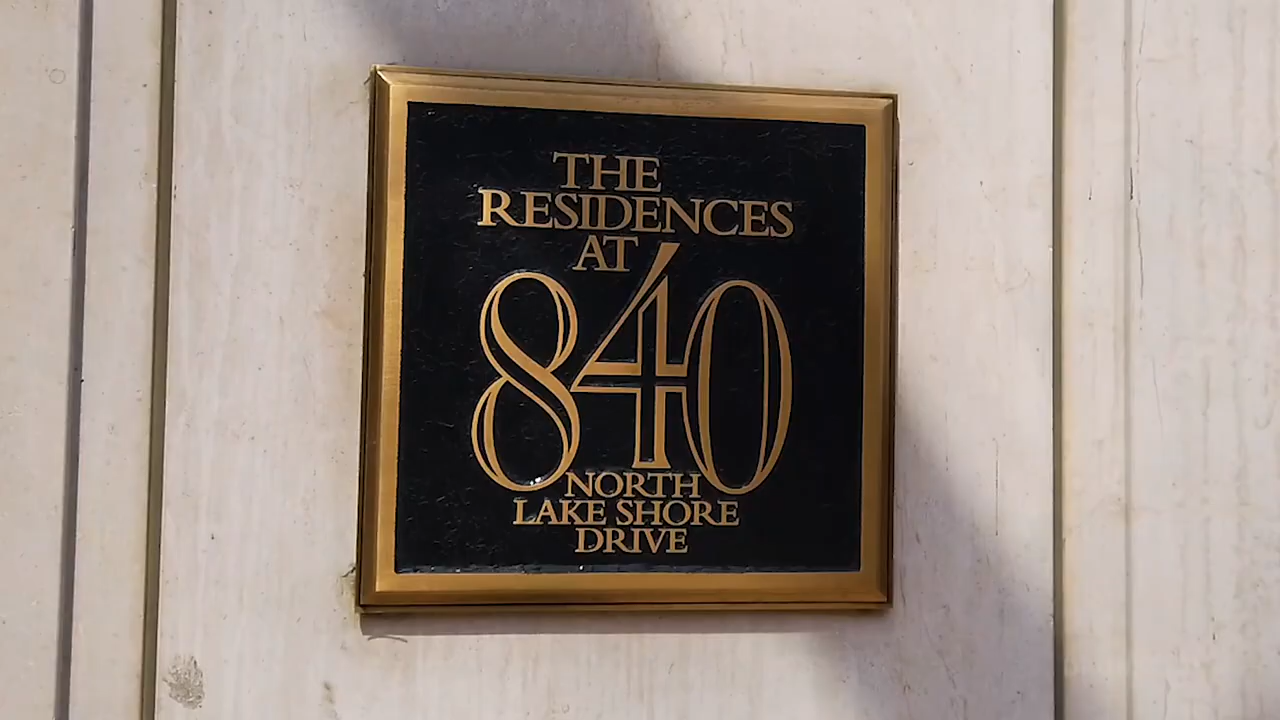 THE
RESIDENCES
AT
840
NORTH
LAKE SHORE
DRIVE